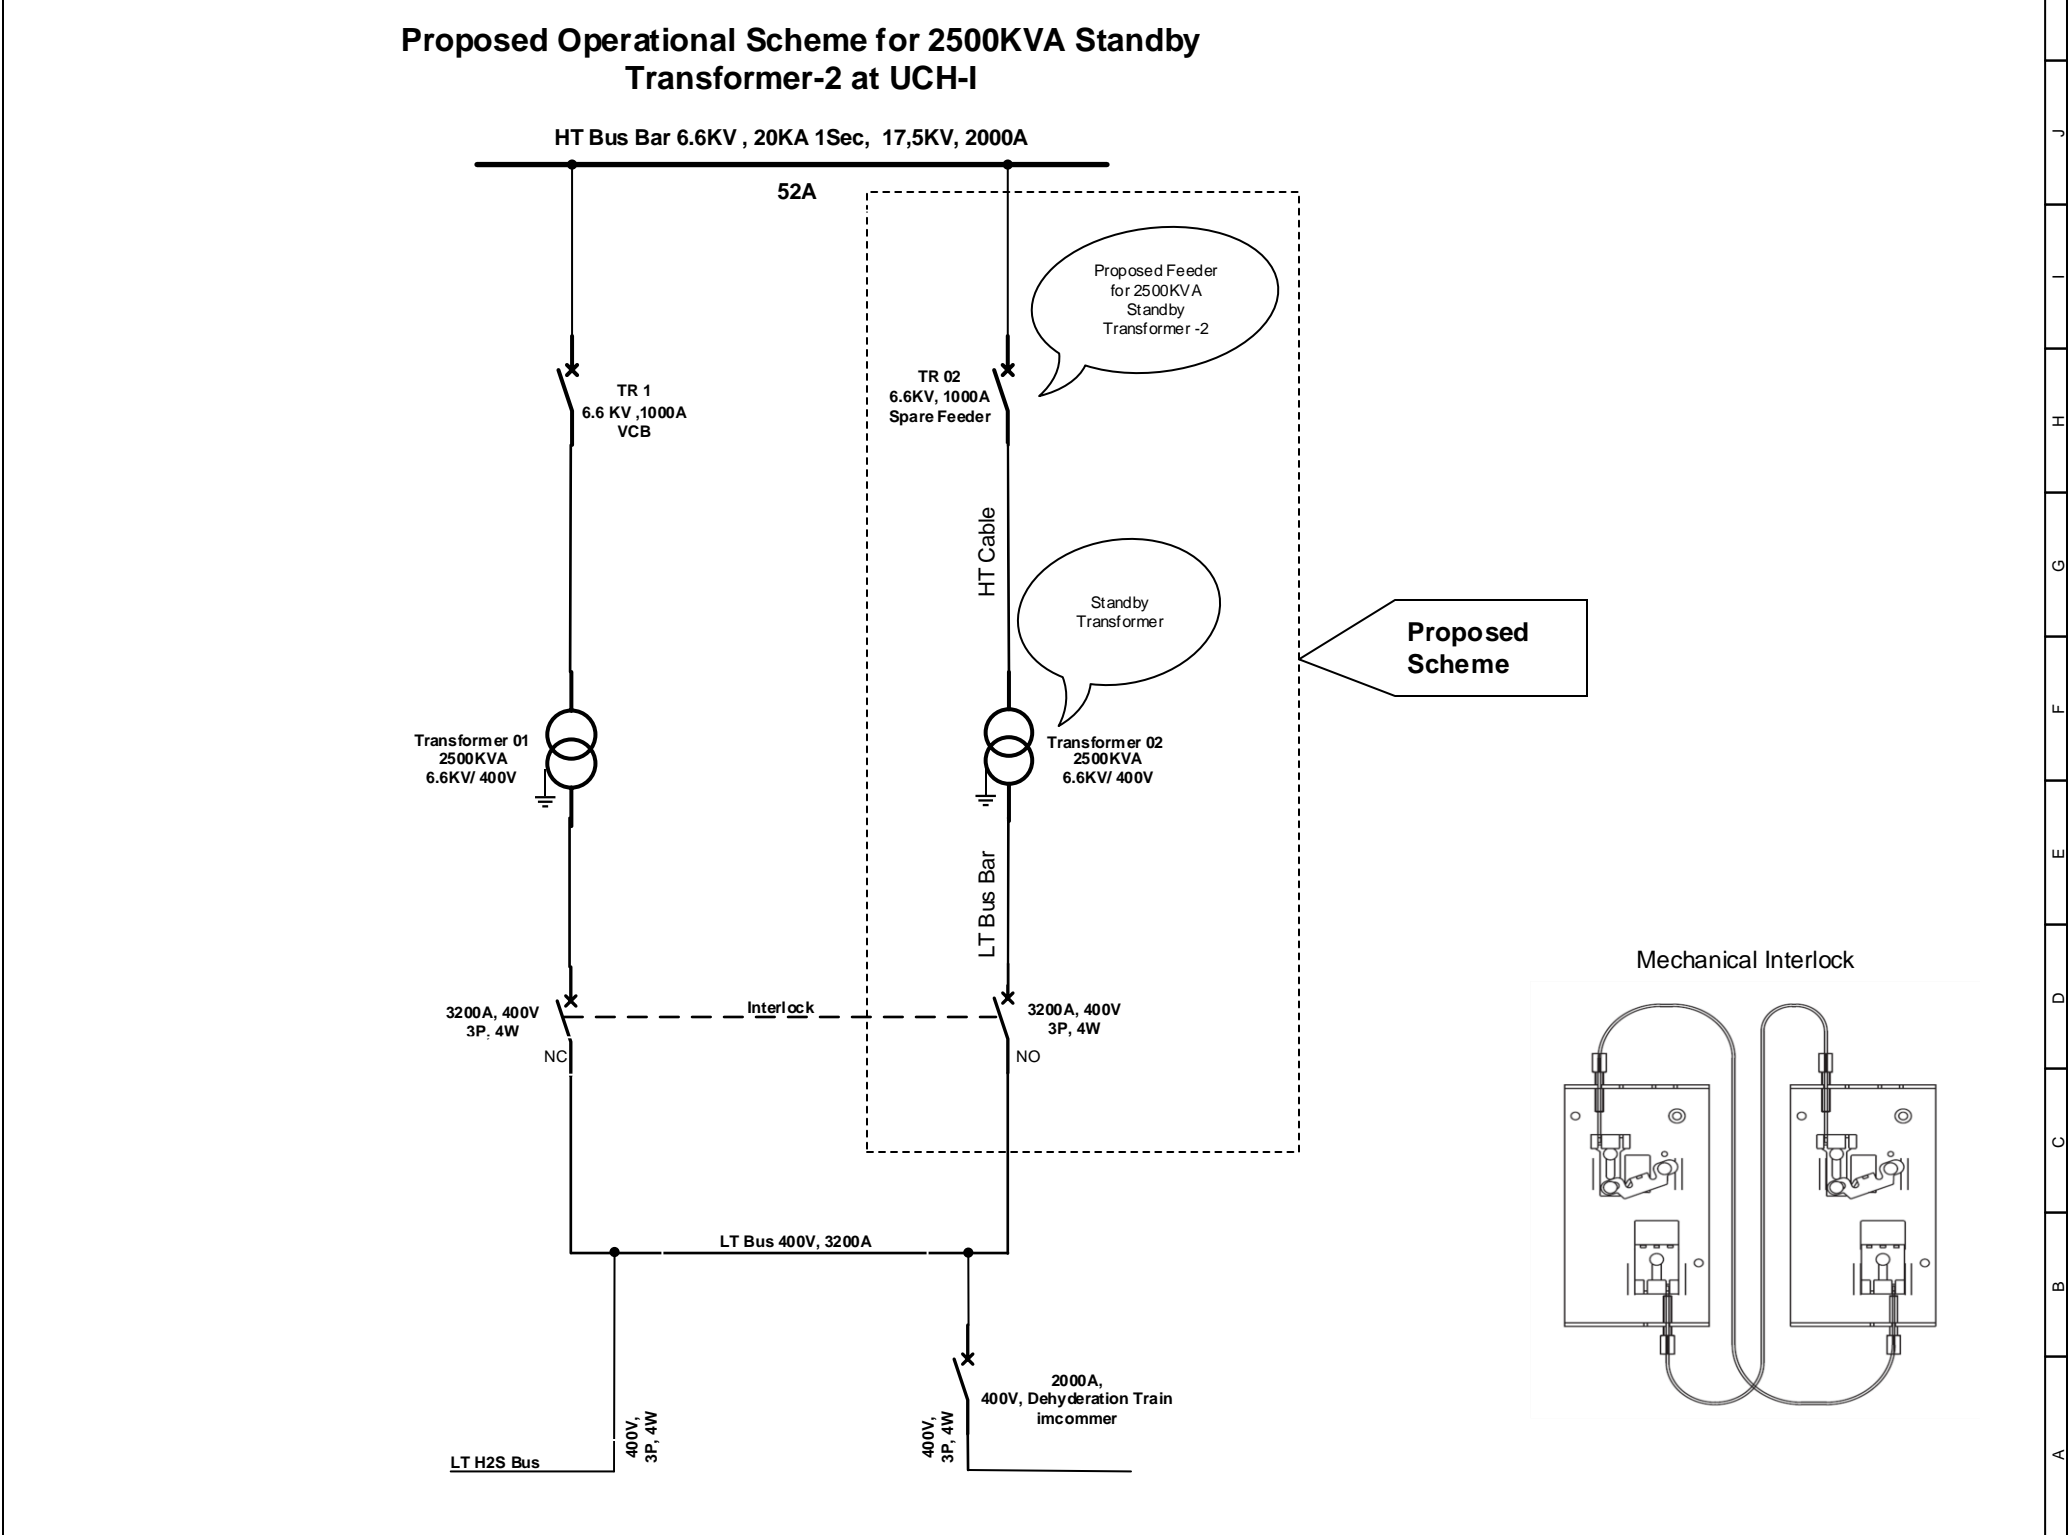 Proposed Operational Scheme for 2500KVA Standby
Transformer-2 at UCH-I
HT Bus Bar 6.6KV , 20KA 1Sec, 17,5KV, 2000A
52A
Proposed Feeder
for 2500KVA
Standby
Transformer -2
TR 1
6.6 KV ,1000A
VCB
TR 02
6.6KV, 1000A
Spare Feeder
HT Cable
Standby
Transformer
Proposed
Scheme
Transformer 01
2500KVA
6.6KV/ 400V
Transformer 02
2500KVA
6.6KV/ 400V
LT Bus Bar
Mechanical Interlock
3200A, 400V
3P, 4W
NC
Interlock
3200A, 400V
3P, 4W
NO
LT Bus 400V, 3200A
2000A,
400V, Dehyderation Train
imcommer
400V,
3P, 4W
400V,
3P, 4W
LT H2S Bus
J
I
H
G
F
E
D
C
B
A